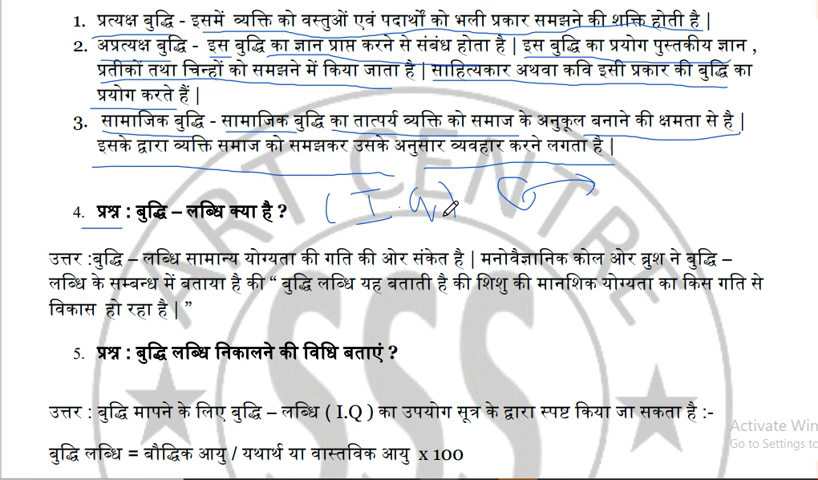 1. प्रत्यक्ष बुद्धि - इसमें व्यक्ति को वस्तुओं एवं पदार्थों को भली प्रकार समझने की शक्ति होती है |
2. अप्रत्यक्ष बुद्धि - इस बुद्धि का ज्ञान प्राप्त करने से संबंध होता है | इस बुद्धि का प्रयोग पुस्तकीय ज्ञान ,
प्रतीकों तथा चिन्हों को समझने में किया जाता है | साहित्यकार अथवा कवि इसी प्रकार की बुद्धि का
प्रयोग करते हैं |
3. सामाजिक बुद्धि - सामाजिक बुद्धि का तात्पर्य व्यक्ति को समाज के अनुकूल बनाने की क्षमता से है |
इसके द्वारा व्यक्ति समाज को समझकर उसके अनुसार व्यवहार करने लगता है |
4. प्रश्न : बुद्धि – लब्धि क्या है ? ( I.Q )
उत्तर :बुद्धि – लब्धि सामान्य योग्यता की गति की ओर संकेत है | मनोवैज्ञानिक कोल ओर ब्रुश ने बुद्धि –
लब्धि के सम्बन्ध में बताया है की “ बुद्धि लब्धि यह बताती है की शिशु की मानशिक योग्यता का किस गति से
विकास हो रहा है | ”
5. प्रश्न : बुद्धि लब्धि निकालने की विधि बताएं ?
उत्तर : बुद्धि मापने के लिए बुद्धि – लब्धि ( I.Q ) का उपयोग सूत्र के द्वारा स्पष्ट किया जा सकता है :-
बुद्धि लब्धि = बौद्धिक आयु / यथार्थ या वास्तविक आयु x 100
ART CENTRE
SSS
Activate Win
Go to Settings to